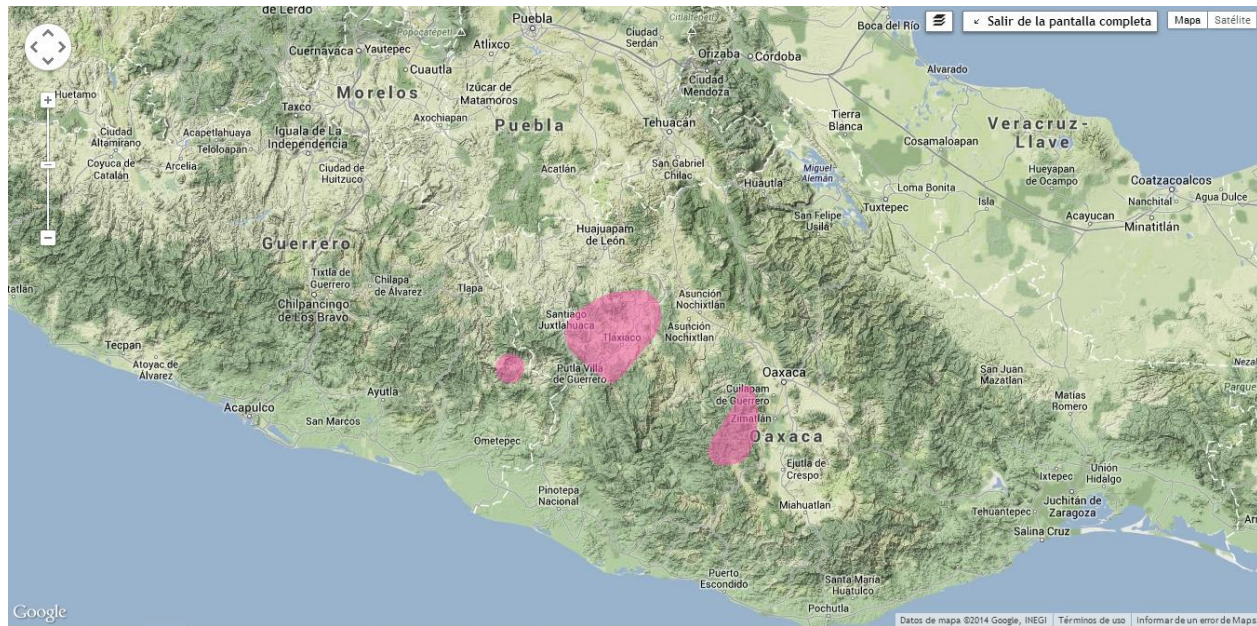 de Lerdo
Popocatépetl
Puebla
Citlaltépetl
Boca del Río
Salir de la pantalla completa
Mapa
Satélite
Cuernavaca
Yautepec
Atlixco
Ciudad
Serdán
Orizaba
Córdoba
Cuautla
Ciudad
Mendoza
Alvarado
Huetamo
Morelos
Izúcar de
Matamoros
Taxco
Axochiapan
Tierra
Blanca
Veracruz-
Llave
Ciudad
Altamirano
Acapetlahuaya
Teloloapan
Iguala de La
Independencia
Puebla
Tehuacán
Cosamaloapan
Coyuca de
Catalán
Arcelia
Ciudad de
Huitzuco
Acatlán
San Gabriel
Chilac
Miguel
Alemán
Hueyapan
de Ocampo
Coatzacoalcos
Huautla
Loma Bonita
Nanchital
Agua Dulce
Tuxtepec
Isla
Acayucan
Minatitlán
San Felipe
Usila
Guerrero
Huajuapam
de León
Tixtla de
Guerrero
Chilapa
de Álvarez
Tlapa
tatlán
Chilpancingo
de Los Bravo
Asunción
Nochixtlán
Santiago
Juxtlahuaca
Asunción
Nochixtlan
Tlaxiaco
Tecpan
Atoyac de
Álvarez
Putla Villa
de Guerrero
Oaxaca
San Juan
Mazatlan
Neza
Parque
Ayutla
Cuilapam
de Guerrero
Matías
Romero
Acapulco
San Marcos
Zimatlán
Oaxaca
Ometepec
Ejutla de
Crespo
Ixtepec
Unión
Hidalgo
Pinotepa
Nacional
Miahuatlan
Tehuantepec
Juchitán de
Zaragoza
Salina Cruz
Puerto
Escondido
Santa María
Huatulco
Pochutla
Google
Datos de mapa ©2014 Google, INEGI
Términos de uso
Informar de un error de Maps